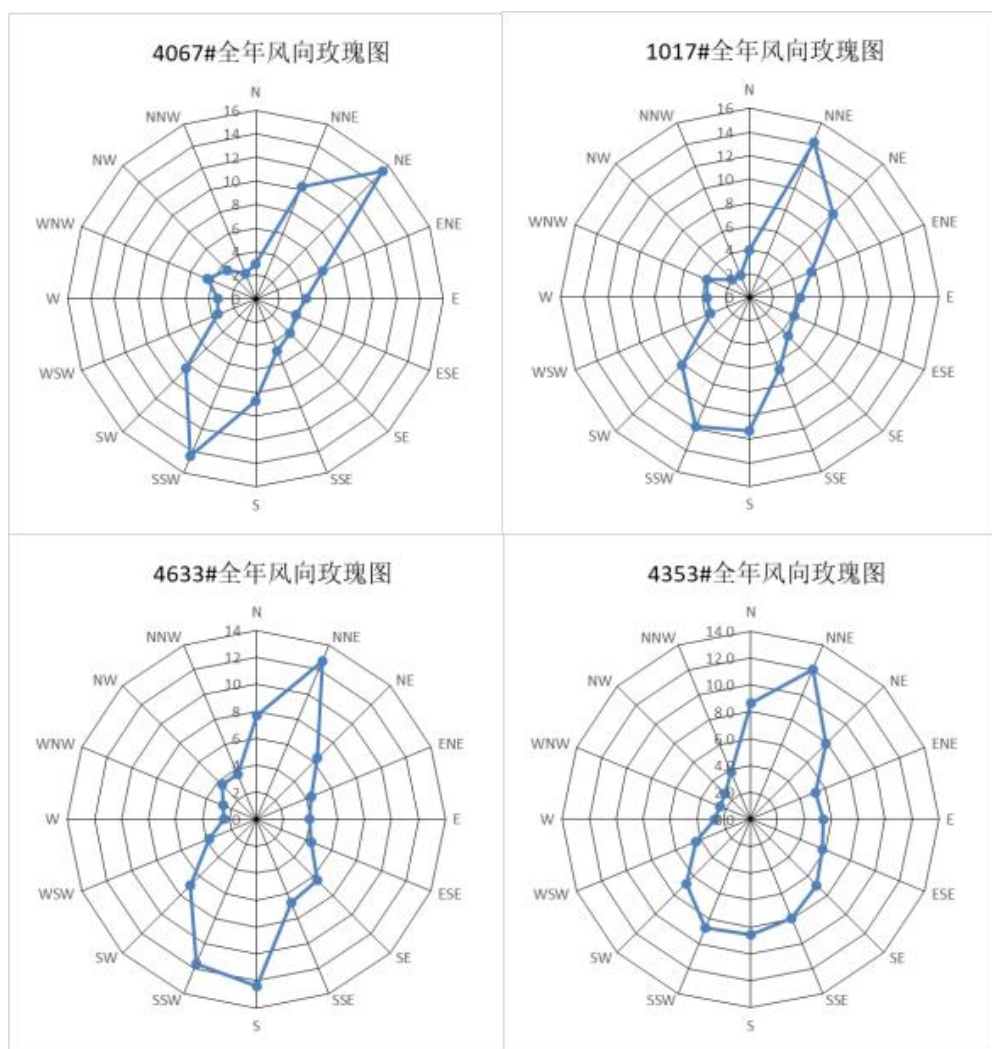 4067#全年风向玫瑰图
N
NNE
NE
ENE
E
ESE
SE
SSE
S
SSW
SW
WSW
W
WNW
NW
NNW
16
14
12
10
8
6
4
2
0
1017#全年风向玫瑰图
N
NNE
NE
ENE
E
ESE
SE
SSE
S
SSW
SW
WSW
W
WNW
NW
NNW
16
14
12
10
8
6
4
2
0
4633#全年风向玫瑰图
N
NNE
NE
ENE
E
ESE
SE
SSE
S
SSW
SW
WSW
W
WNW
NW
NNW
14
12
10
8
6
4
2
0
4353#全年风向玫瑰图
N
NNE
NE
ENE
E
ESE
SE
SSE
S
SSW
SW
WSW
W
WNW
NW
NNW
14.0
12.0
10.0
8.0
6.0
4.0
2.0
0.0